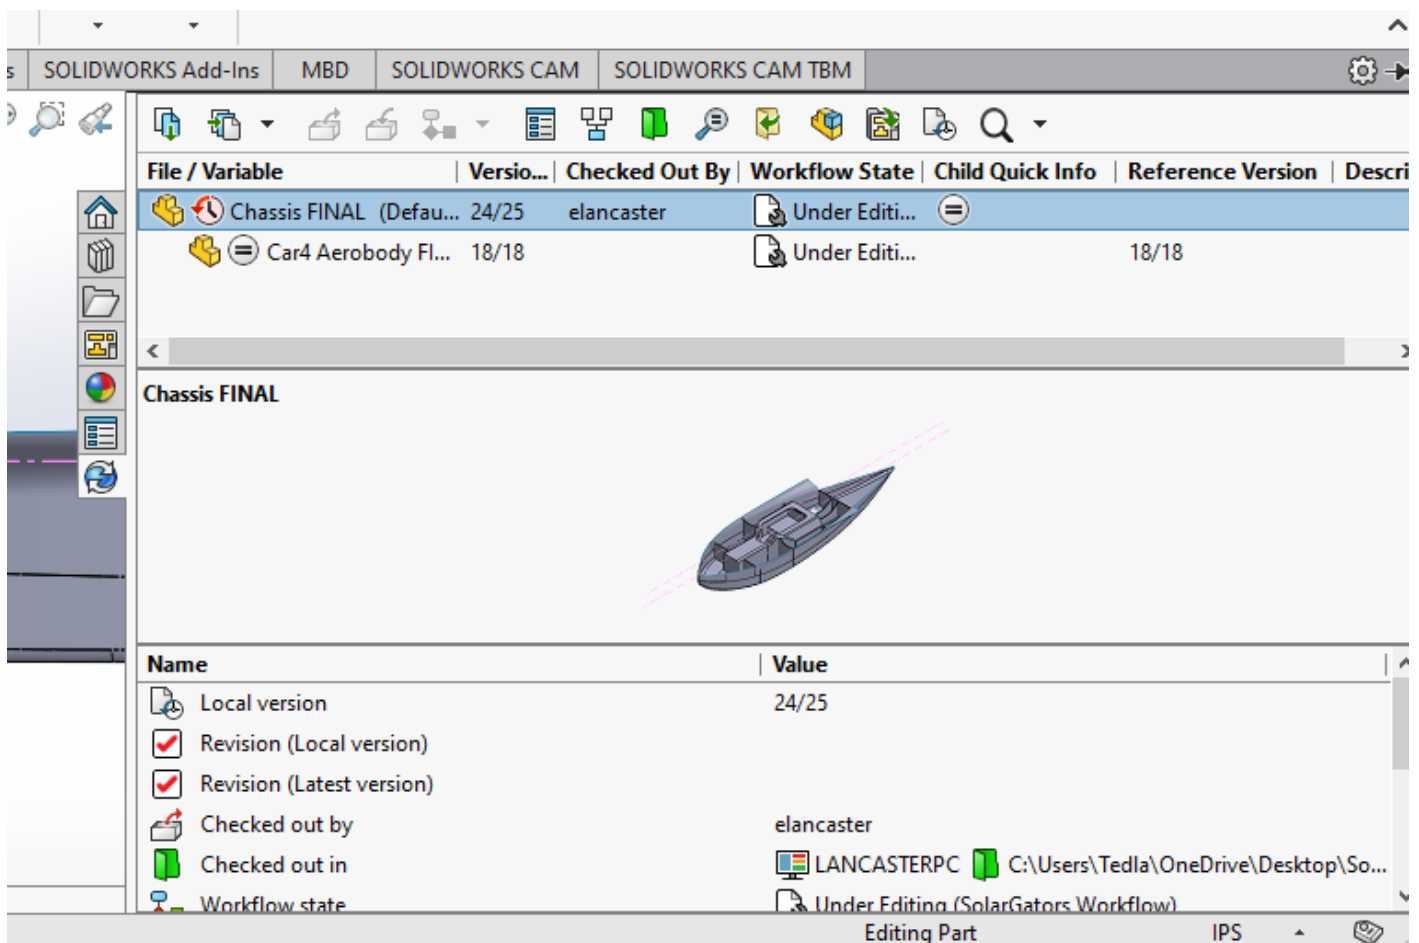 s SOLIDWORKS Add-Ins MBD SOLIDWORKS CAM SOLIDWORKS CAM TBM
File / Variable Versio... Checked Out By Workflow State Child Quick Info Reference Version Descri
Chassis FINAL (Defau... 24/25 elancaster Under Editi...
Car4 Aerobody Fl... 18/18 Under Editi... 18/18
Chassis FINAL
Name Value
Local version 24/25
Revision (Local version)
Revision (Latest version)
Checked out by elancaster
Checked out in LANCASTERPC C:\Users\Tedla\OneDrive\Desktop\So...
Workflow state Under Editing (SolarGators Workflow)
Editing Part IPS